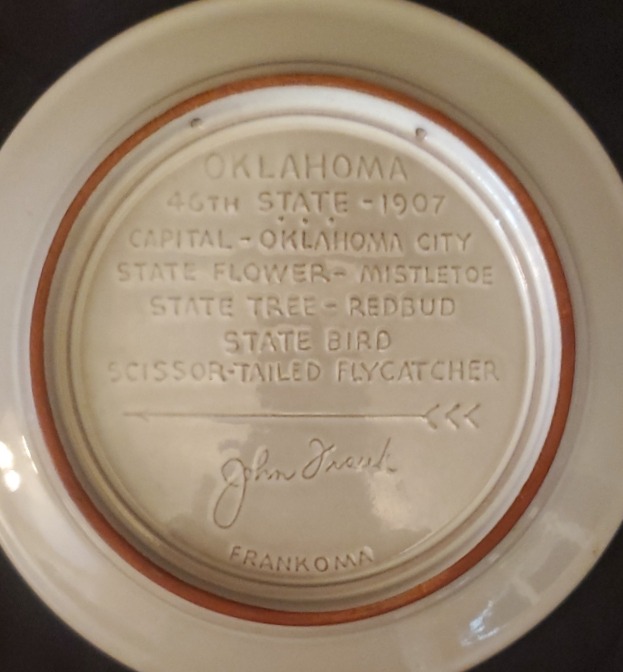 OKLAHOMA
46TH STATE - 1907
CAPITAL - OKLAHOMA CITY
STATE FLOWER - MISTLETOE
STATE TREE - REDBUD
STATE BIRD
SCISSOR-TAILED FLYCATCHER
John Frank
FRANKOMA